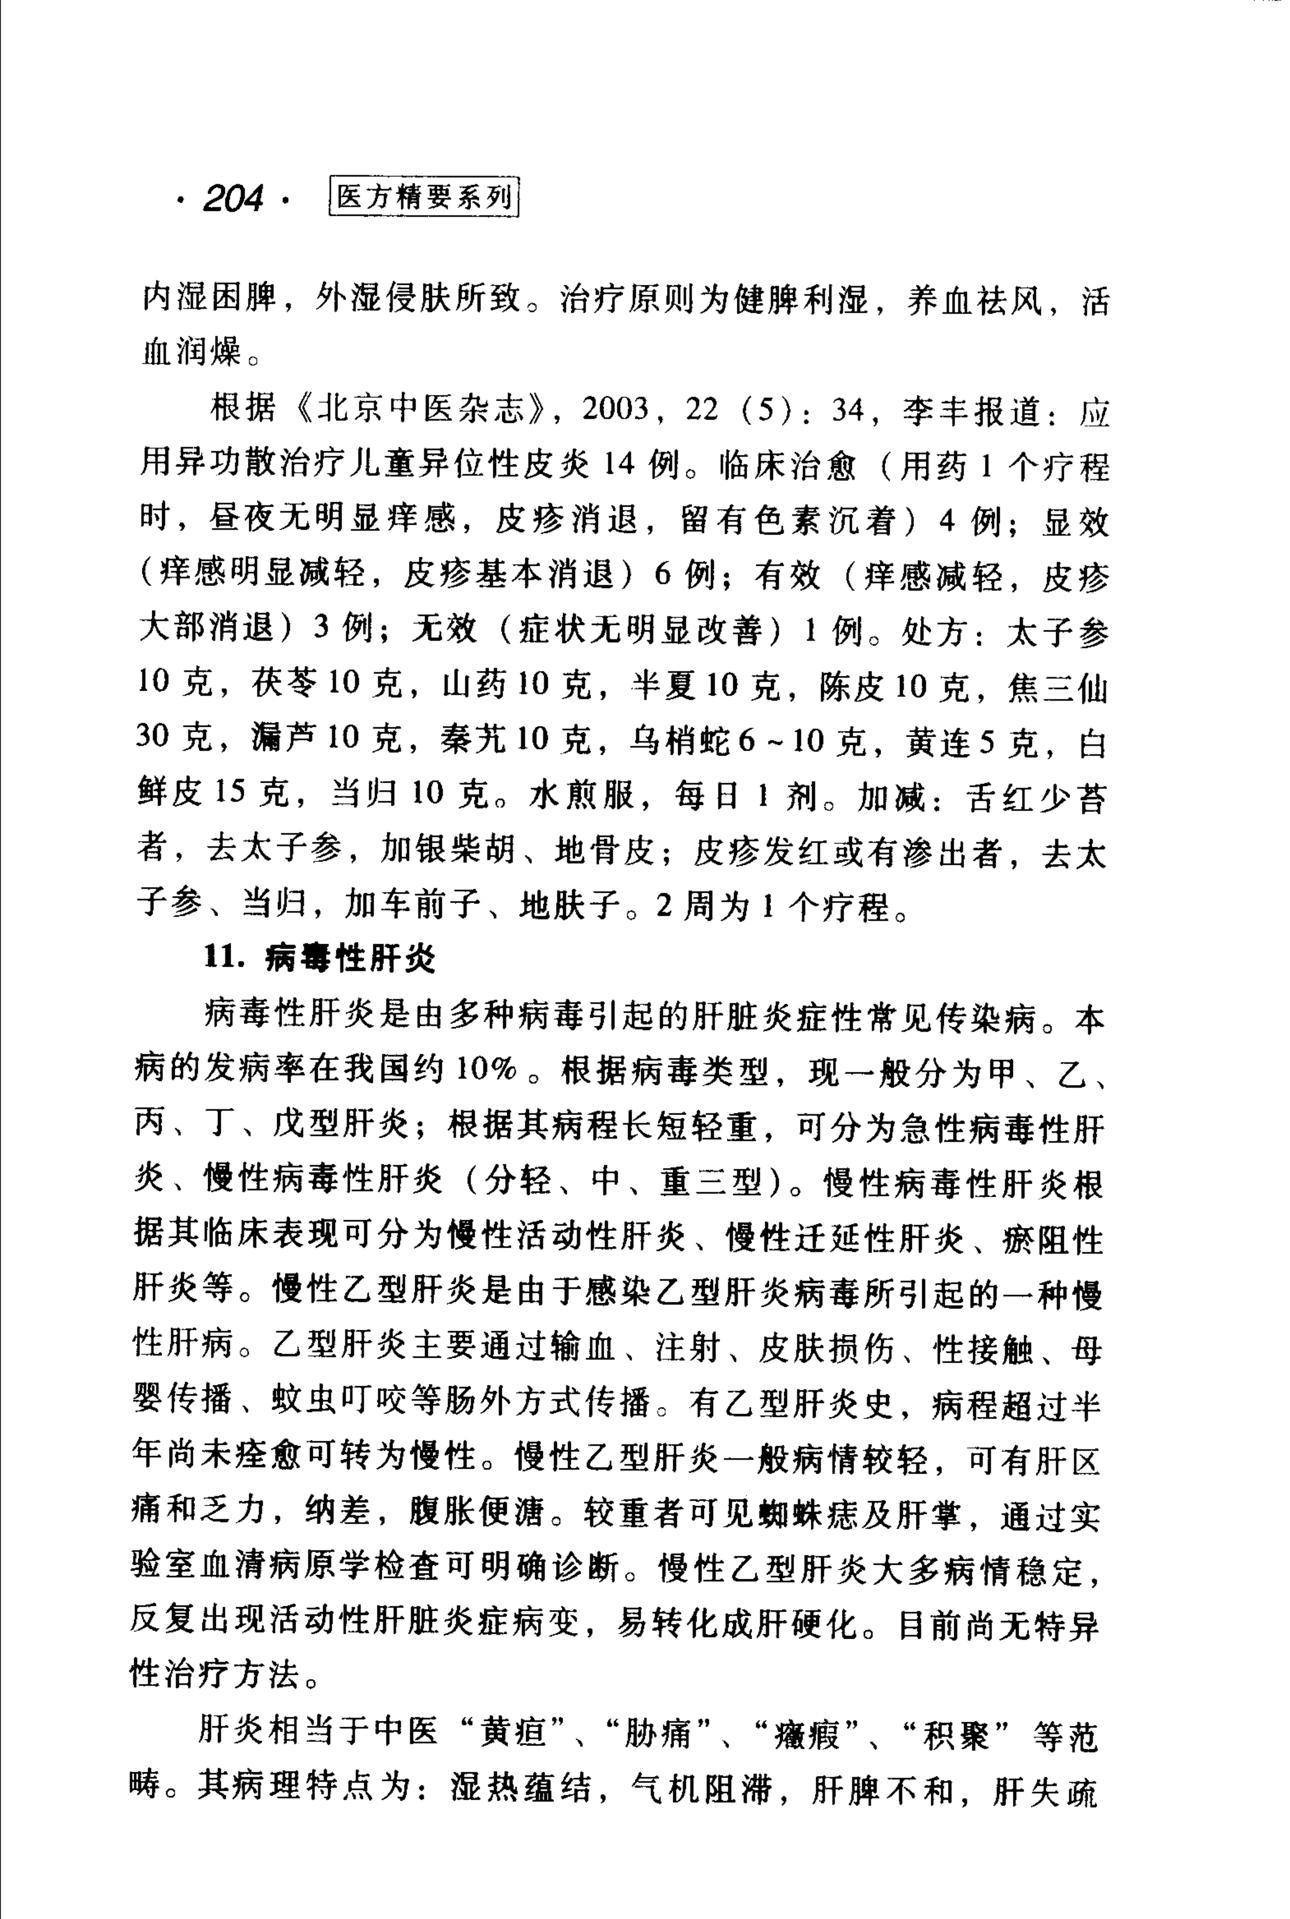 ·204· 医方精要系列
内湿困脾，外湿侵肤所致。治疗原则为健脾利湿，养血祛风，活
血润燥。
根据《北京中医杂志》，2003，22（5）：34，李丰报道：应
用异功散治疗儿童异位性皮炎14例。临床治愈（用药1个疗程
时，昼夜无明显痒感，皮疹消退，留有色素沉着）4例；显效
（痒感明显减轻，皮疹基本消退）6例；有效（痒感减轻，皮疹
大部消退）3例；无效（症状无明显改善）1例。处方：太子参
10克，茯苓10克，山药10克，半夏10克，陈皮10克，焦三仙
30克，漏芦10克，秦艽10克，乌梢蛇6~10克，黄连5克，白
鲜皮15克，当归10克。水煎服，每日1剂。加减：舌红少苔
者，去太子参，加银柴胡、地骨皮；皮疹发红或有渗出者，去太
子参、当归，加车前子、地肤子。2周为1个疗程。
11. 病毒性肝炎
病毒性肝炎是由多种病毒引起的肝脏炎症性常见传染病。本
病的发病率在我国约10%。根据病毒类型，现一般分为甲、乙、
丙、丁、戊型肝炎；根据其病程长短轻重，可分为急性病毒性肝
炎、慢性病毒性肝炎（分轻、中、重三型）。慢性病毒性肝炎根
据其临床表现可分为慢性活动性肝炎、慢性迁延性肝炎、瘀阻性
肝炎等。慢性乙型肝炎是由于感染乙型肝炎病毒所引起的一种慢
性肝病。乙型肝炎主要通过输血、注射、皮肤损伤、性接触、母
婴传播、蚊虫叮咬等肠外方式传播。有乙型肝炎史，病程超过半
年尚未痊愈可转为慢性。慢性乙型肝炎一般病情较轻，可有肝区
痛和乏力，纳差，腹胀便溏。较重者可见蜘蛛痣及肝掌，通过实
验室血清病原学检查可明确诊断。慢性乙型肝炎大多病情稳定，
反复出现活动性肝脏炎症病变，易转化成肝硬化。目前尚无特异
性治疗方法。
肝炎相当于中医“黄疸”、“胁痛”、“癥瘕”、“积聚”等范
畴。其病理特点为：湿热蕴结，气机阻滞，肝脾不和，肝失疏